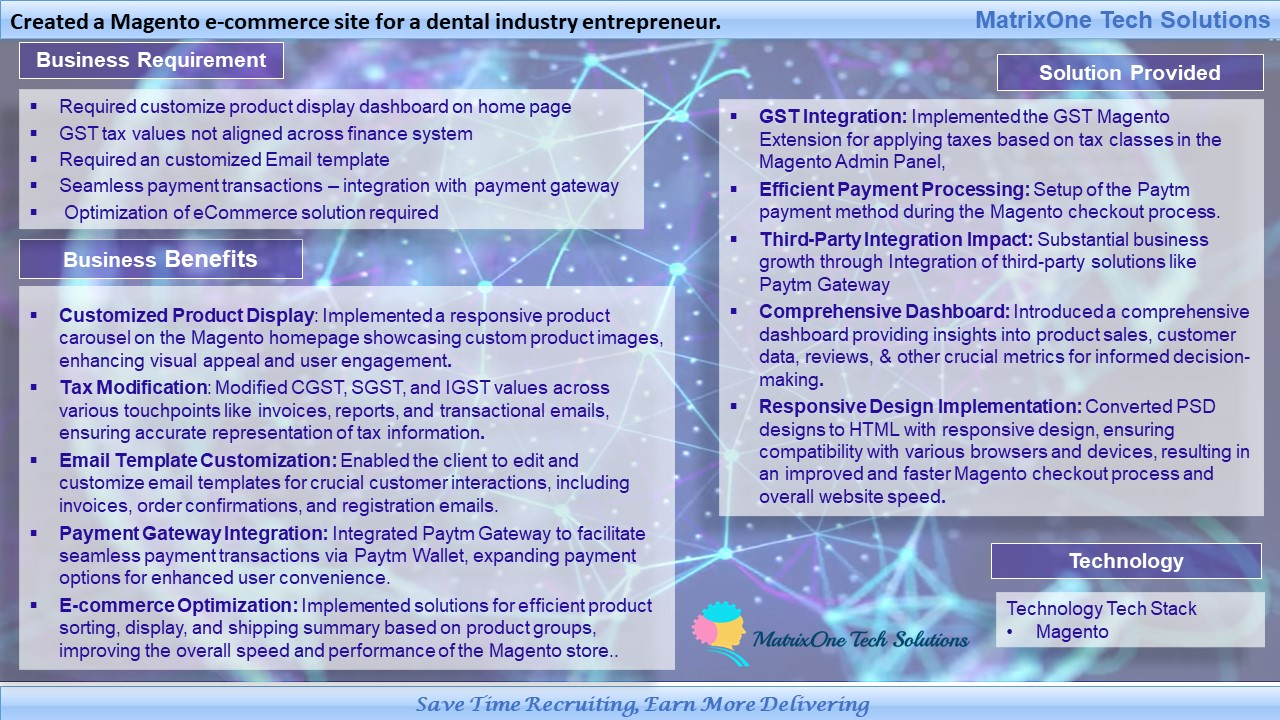 Created a Magento e-commerce site for a dental industry entrepreneur.
MatrixOne Tech Solutions
Business Requirement
▪ Required customize product display dashboard on home page
▪ GST tax values not aligned across finance system
▪ Required an customized Email template
▪ Seamless payment transactions – integration with payment gateway
▪ Optimization of eCommerce solution required
Business Benefits
▪ Customized Product Display: Implemented a responsive product
carousel on the Magento homepage showcasing custom product images,
enhancing visual appeal and user engagement.
▪ Tax Modification: Modified CGST, SGST, and IGST values across
various touchpoints like invoices, reports, and transactional emails,
ensuring accurate representation of tax information.
▪ Email Template Customization: Enabled the client to edit and
customize email templates for crucial customer interactions, including
invoices, order confirmations, and registration emails.
▪ Payment Gateway Integration: Integrated Paytm Gateway to facilitate
seamless payment transactions via Paytm Wallet, expanding payment
options for enhanced user convenience.
▪ E-commerce Optimization: Implemented solutions for efficient product
sorting, display, and shipping summary based on product groups,
improving the overall speed and performance of the Magento store..
Solution Provided
▪ GST Integration: Implemented the GST Magento
Extension for applying taxes based on tax classes in the
Magento Admin Panel,
▪ Efficient Payment Processing: Setup of the Paytm
payment method during the Magento checkout process.
▪ Third-Party Integration Impact: Substantial business
growth through Integration of third-party solutions like
Paytm Gateway
▪ Comprehensive Dashboard: Introduced a comprehensive
dashboard providing insights into product sales, customer
data, reviews, & other crucial metrics for informed decision-
making.
▪ Responsive Design Implementation: Converted PSD
designs to HTML with responsive design, ensuring
compatibility with various browsers and devices, resulting in
an improved and faster Magento checkout process and
overall website speed.
Technology
Technology Tech Stack
• Magento
MatrixOne Tech Solutions
Save Time Recruiting, Earn More Delivering